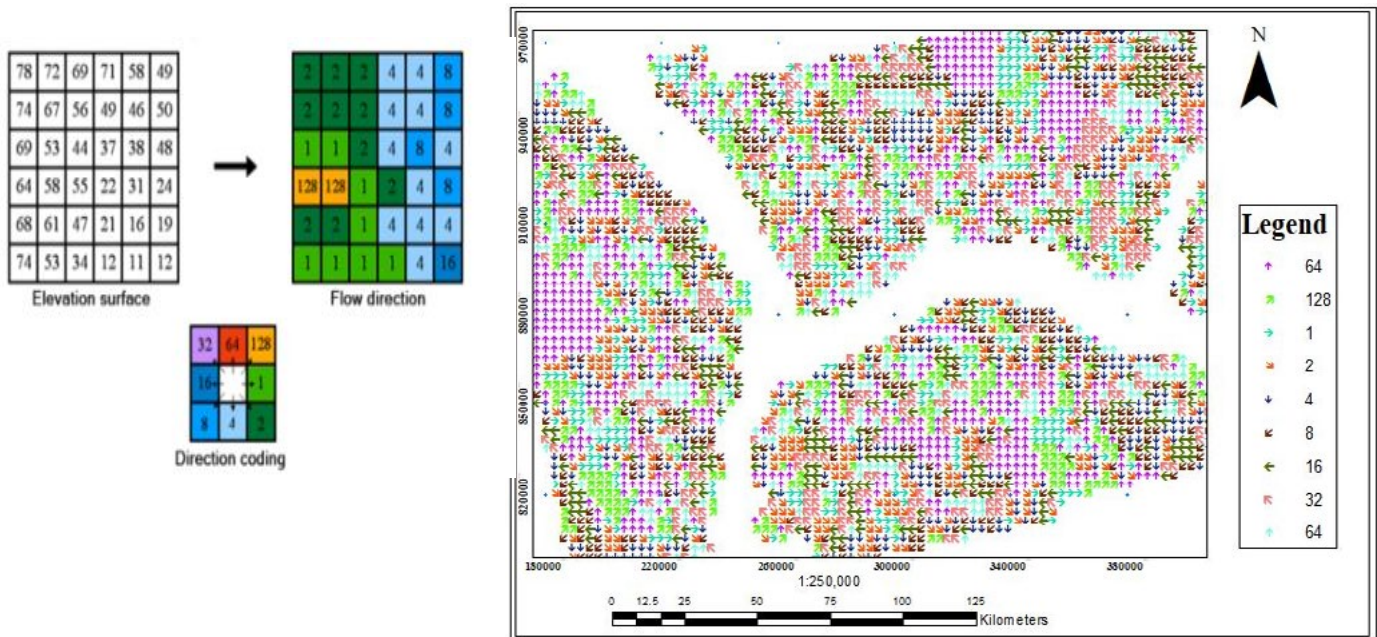 78 72 69 71 58 49
74 67 56 49 46 50
69 53 44 37 38 48
64 58 55 22 31 24
68 61 47 21 16 19
74 53 34 12 11 12
Elevation surface
2 2 2 4 4 8
2 2 2 4 4 8
1 1 2 4 8 4
128 128 1 2 4 8
2 2 1 4 4 4
1 1 1 1 4 16
Flow direction
32 64 128
16 1
8 4 2
Direction coding
970000
940000
910000
880000
850000
820000
180000 220000 260000 300000 340000 380000
1:250,000
0 12.5 25 50 75 100 125
Kilometers
N
Legend
64
128
1
2
4
8
16
32
64